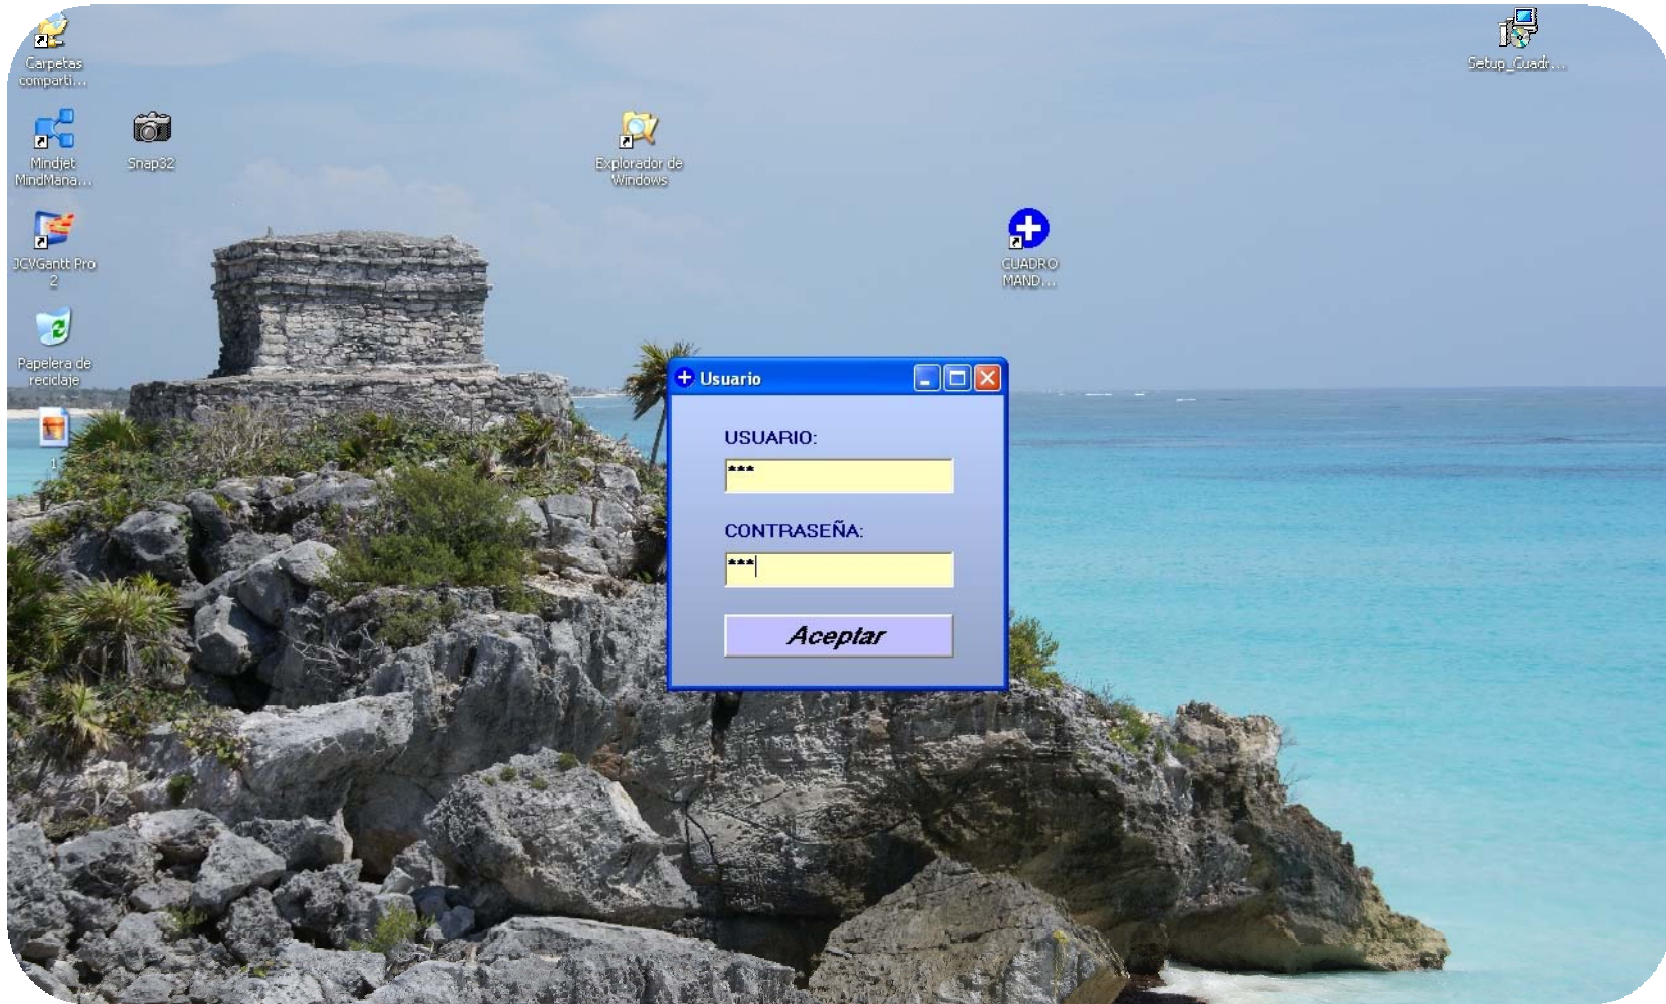 Carpetas
comparti...
Setup_Cuadr...
Mindjet
MindMana...
Snap32
Explorador de
Windows
JCVGantt Pro
2
CUADRO
MAND...
Papelera de
reciclaje
1
Usuario
USUARIO:
***
CONTRASEÑA:
***
Aceptar